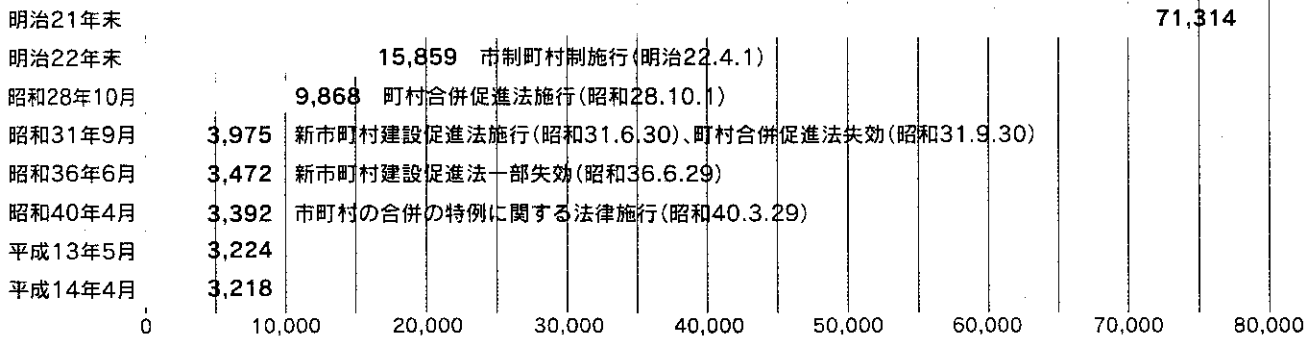 明治21年末 71,314
明治22年末 15,859 市制町村制施行(明治22.4.1)
昭和28年10月 9,868 町村合併促進法施行(昭和28.10.1)
昭和31年9月 3,975 新市町村建設促進法施行(昭和31.6.30)、町村合併促進法失効(昭和31.9.30)
昭和36年6月 3,472 新市町村建設促進法一部失効(昭和36.6.29)
昭和40年4月 3,392 市町村の合併の特例に関する法律施行(昭和40.3.29)
平成13年5月 3,224
平成14年4月 3,218
0 10,000 20,000 30,000 40,000 50,000 60,000 70,000 80,000